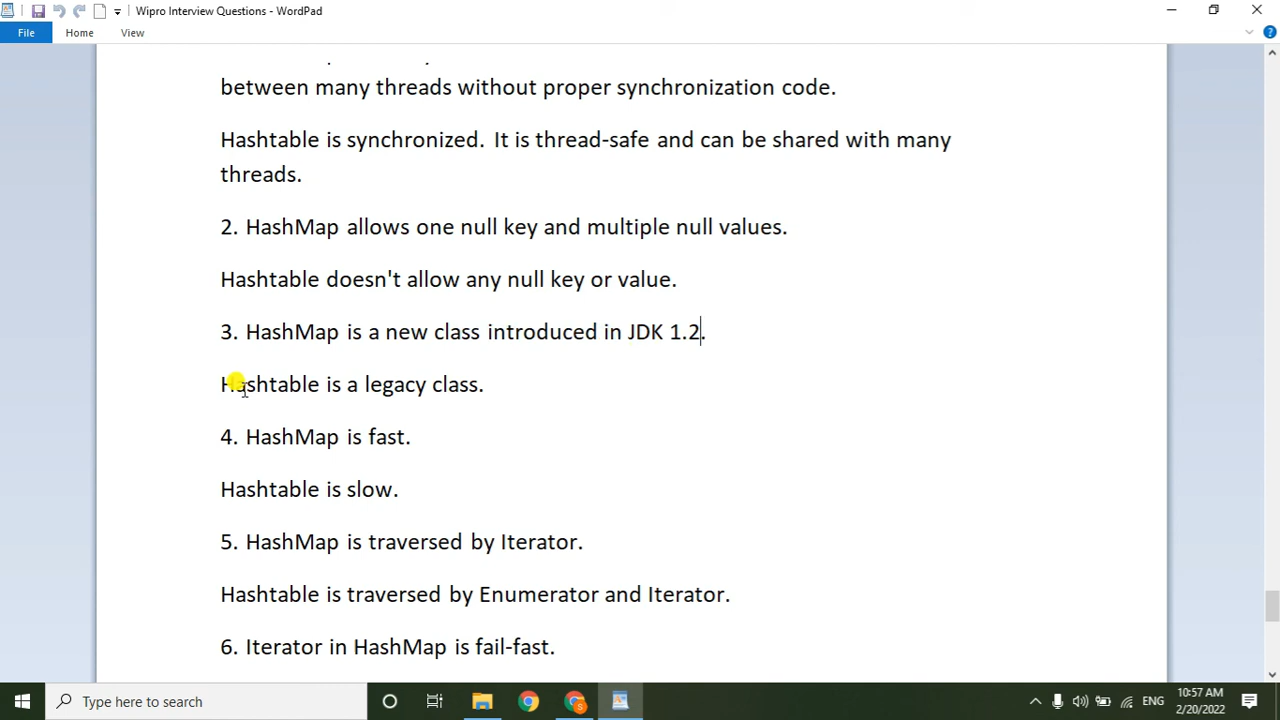 Wipro Interview Questions - WordPad
File Home View
between many threads without proper synchronization code.
Hashtable is synchronized. It is thread-safe and can be shared with many
threads.
2. HashMap allows one null key and multiple null values.
Hashtable doesn't allow any null key or value.
3. HashMap is a new class introduced in JDK 1.2.
Hashtable is a legacy class.
4. HashMap is fast.
Hashtable is slow.
5. HashMap is traversed by Iterator.
Hashtable is traversed by Enumerator and Iterator.
6. Iterator in HashMap is fail-fast.
Type here to search
S
ENG
10:57 AM
2/20/2022